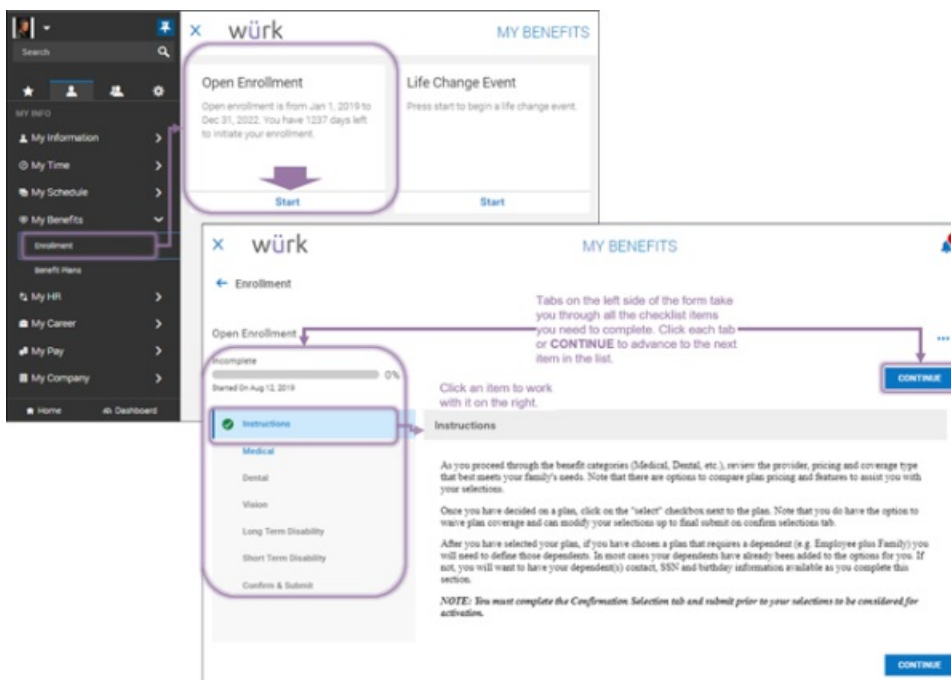 Search
MY INFO
My Information
My Time
My Schedule
My Benefits
Enrollment
Benefit Plans
My HR
My Career
My Pay
My Company
Home
Dashboard
würk
MY BENEFITS
Open Enrollment
Open enrollment is from Jan 1, 2019 to
Dec 31, 2022. You have 1237 days left
to initiate your enrollment.
Start
Life Change Event
Press start to begin a life change event.
Start
würk
MY BENEFITS
Enrollment
Tabs on the left side of the form take
you through all the checklist items
you need to complete. Click each tab
or CONTINUE to advance to the next
item in the list.
Open Enrollment
Incomplete
0%
Started On Aug 12, 2019
CONTINUE
Click an item to work
with it on the right.
Instructions
Medical
Dental
Vision
Long Term Disability
Short Term Disability
Confirm & Submit
Instructions
As you proceed through the benefit categories (Medical, Dental, etc.), review the provider, pricing and coverage type
that best meets your family's needs. Note that there are options to compare plan pricing and features to assist you with
your selections.
Once you have decided on a plan, click on the "select" checkbox next to the plan. Note that you do have the option to
waive plan coverage and can modify your selections up to final submit on confirm selections tab.
After you have selected your plan, if you have chosen a plan that requires a dependent (e.g. Employee plus Family) you
will need to define those dependents. In most cases your dependents have already been added to the options for you. If
not, you will want to have your dependent(s) contact, SSN and birthday information available as you complete this
section.
NOTE: You must complete the Confirmation Selection tab and submit prior to your selections to be considered for
activation.
CONTINUE